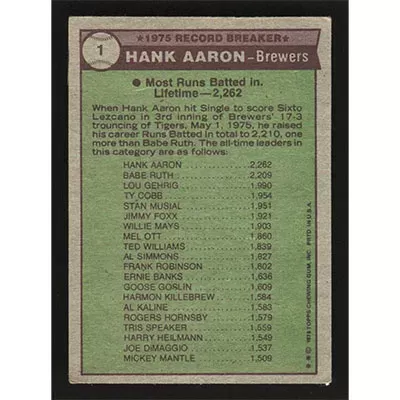 1
★1975 RECORD BREAKER★
HANK AARON–Brewers
Most Runs Batted in.
Lifetime—2,262
When Hank Aaron hit Single to score Sixto
Lezcano in 3rd inning of Brewers' 17-3
trouncing of Tigers, May 1, 1975, he raised
his career Runs Batted in total to 2,210, one
more than Babe Ruth. The all-time leaders in
this category are as follows:
HANK AARON 2,262
BABE RUTH 2,209
LOU GEHRIG 1,990
TY COBB 1,954
STAN MUSIAL 1,951
JIMMY FOXX 1,921
WILLIE MAYS 1,903
MEL OTT 1,860
TED WILLIAMS 1,839
AL SIMMONS 1,827
FRANK ROBINSON 1,802
ERNIE BANKS 1,636
GOOSE GOSLIN 1,609
HARMON KILLEBREW 1,584
AL KALINE 1,583
ROGERS HORNSBY 1,579
TRIS SPEAKER 1,559
HARRY HEILMANN 1,549
JOE DiMAGGIO 1,537
MICKEY MANTLE 1,509
© 1976 TOPPS CHEWING GUM, INC. PRTD. IN U.S.A.